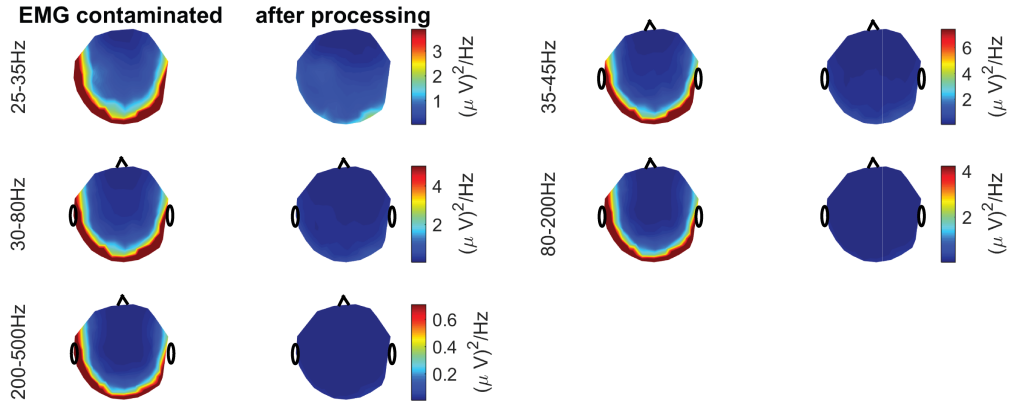 EMG contaminated after processing
25-35Hz
3
2
1
(μ V)²/Hz
35-45Hz
6
4
2
(μ V)²/Hz
30-80Hz
4
2
(μ V)²/Hz
80-200Hz
4
2
(μ V)²/Hz
200-500Hz
0.6
0.4
0.2
(μ V)²/Hz